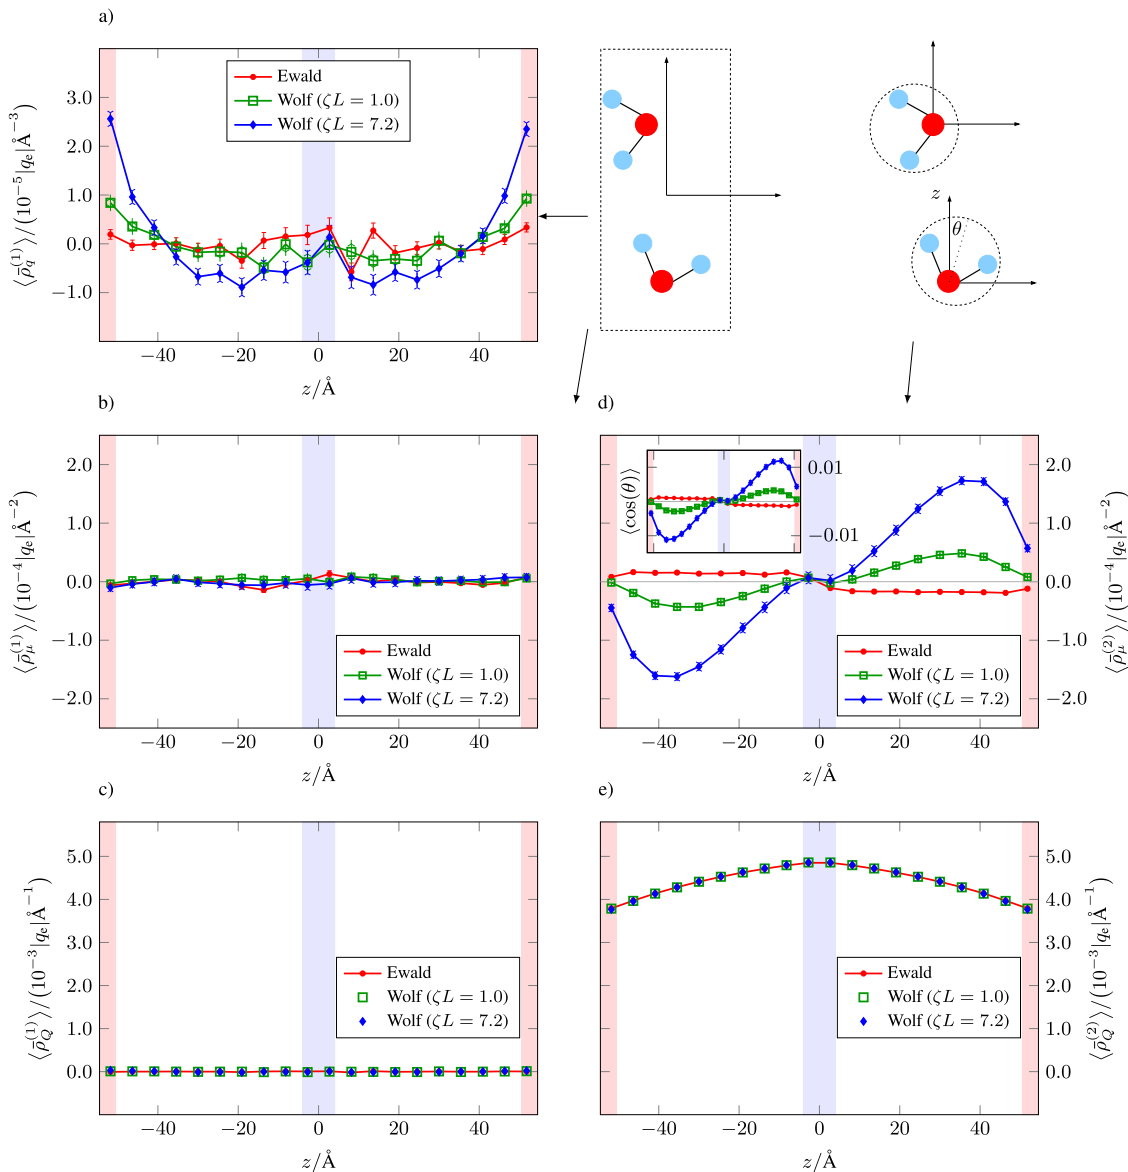 a)
⟨ρ̄_q^(1)⟩/(10^−5|q_e|Å^−3)
3.0
2.0
1.0
0.0
−1.0
Ewald
Wolf (ζL = 1.0)
Wolf (ζL = 7.2)
−40
−20
0
20
40
z/Å
z
θ
b)
⟨ρ̄_μ^(1)⟩/(10^−4|q_e|Å^−2)
2.0
1.0
0.0
−1.0
−2.0
Ewald
Wolf (ζL = 1.0)
Wolf (ζL = 7.2)
−40
−20
0
20
40
z/Å
d)
⟨cos(θ)⟩
0.01
−0.01
2.0
1.0
0.0
−1.0
−2.0
⟨ρ̄_μ^(2)⟩/(10^−4|q_e|Å^−2)
Ewald
Wolf (ζL = 1.0)
Wolf (ζL = 7.2)
−40
−20
0
20
40
z/Å
c)
⟨ρ̄_Q^(1)⟩/(10^−3|q_e|Å^−1)
5.0
4.0
3.0
2.0
1.0
0.0
Ewald
Wolf (ζL = 1.0)
Wolf (ζL = 7.2)
−40
−20
0
20
40
z/Å
e)
5.0
4.0
3.0
2.0
1.0
0.0
⟨ρ̄_Q^(2)⟩/(10^−3|q_e|Å^−1)
Ewald
Wolf (ζL = 1.0)
Wolf (ζL = 7.2)
−40
−20
0
20
40
z/Å